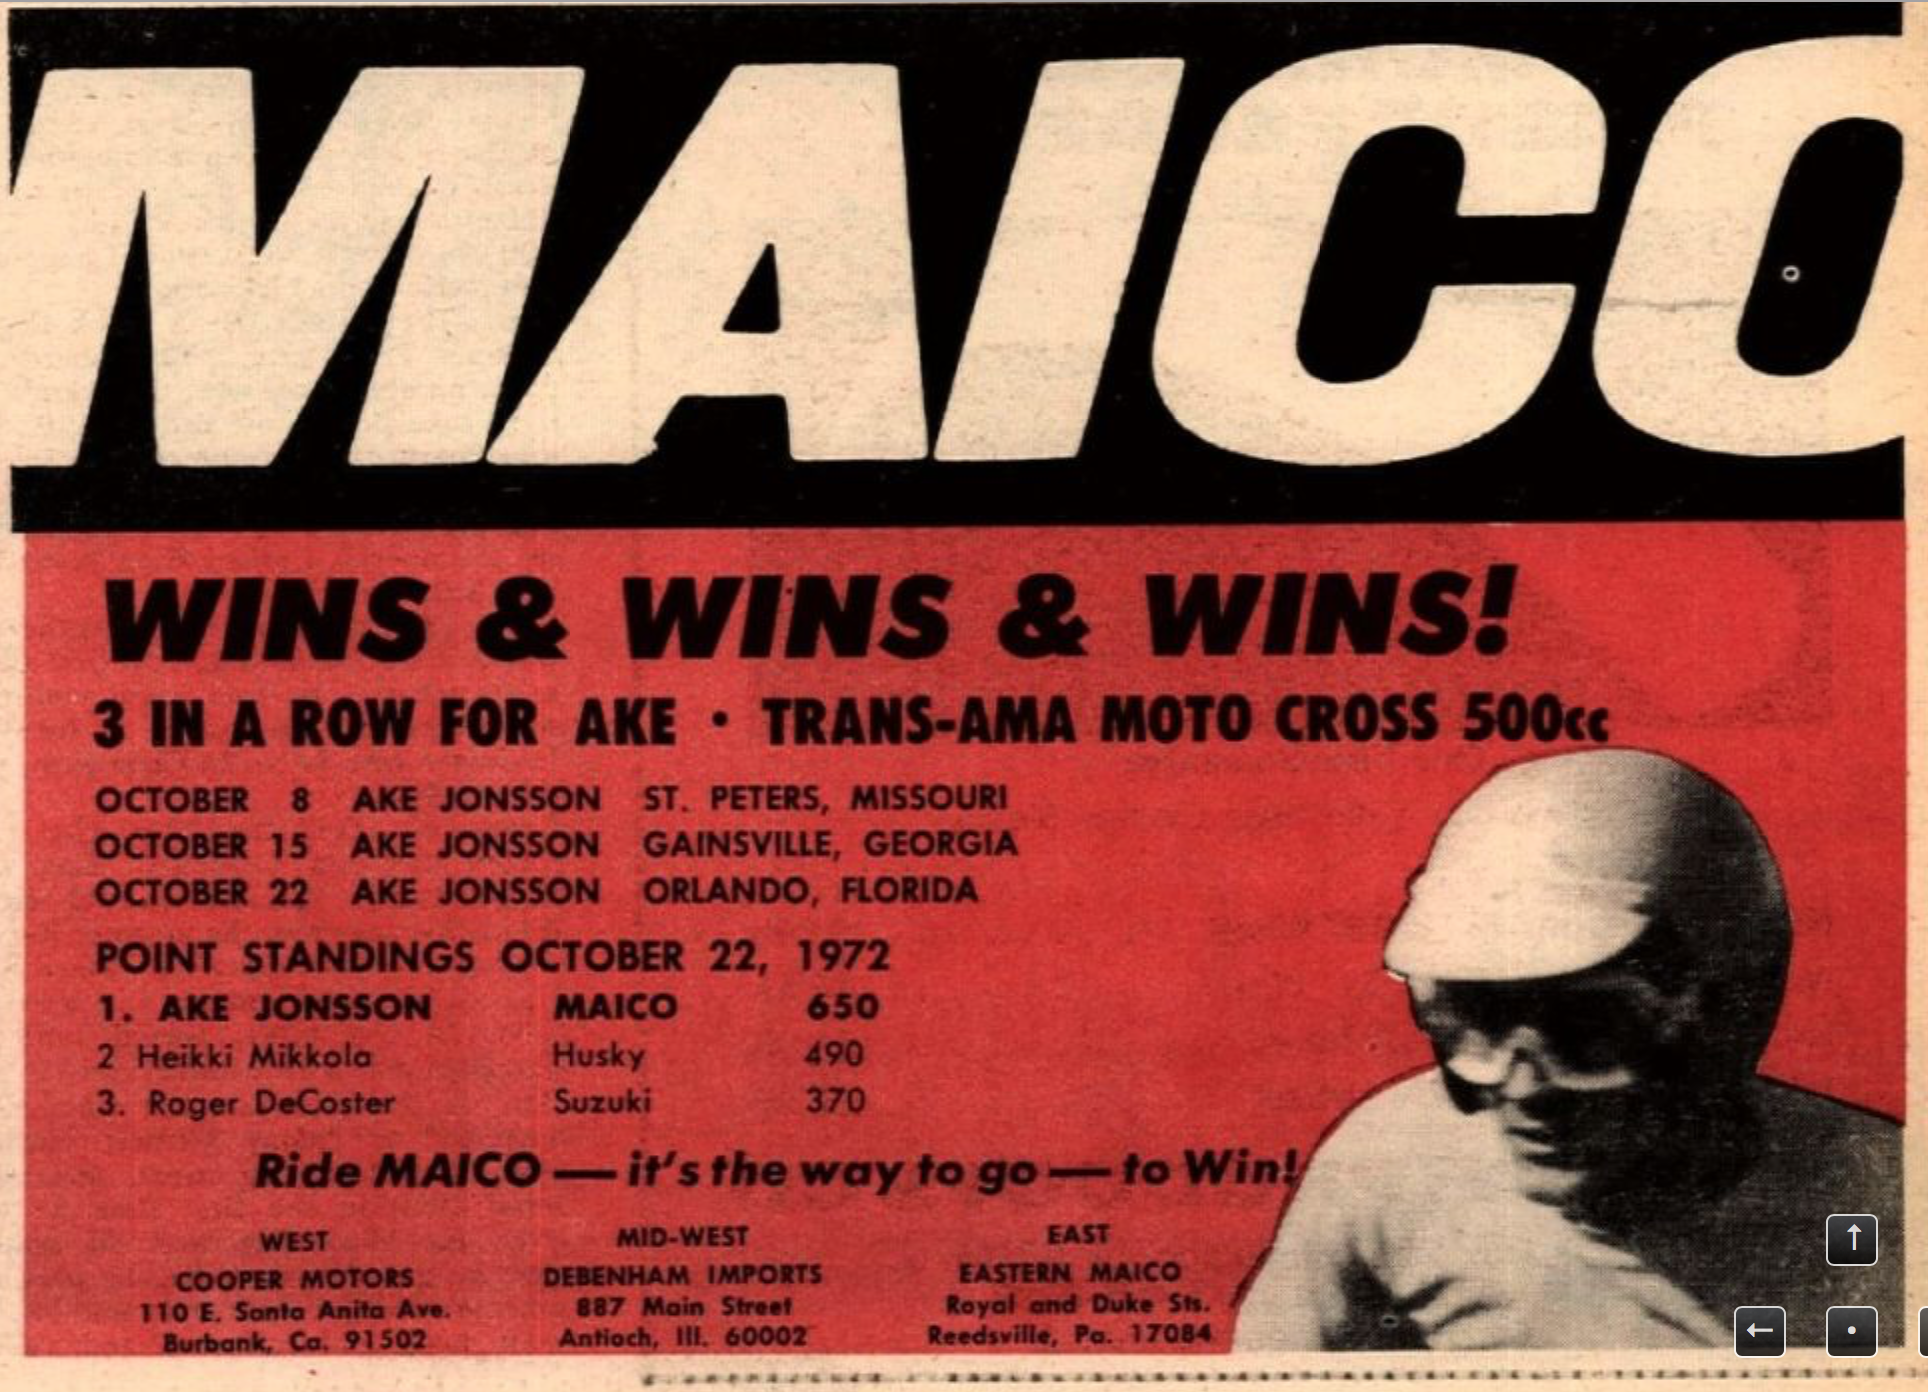 MAICO
WINS & WINS & WINS!
3 IN A ROW FOR AKE • TRANS-AMA MOTO CROSS 500cc
OCTOBER 8 AKE JONSSON ST. PETERS, MISSOURI
OCTOBER 15 AKE JONSSON GAINSVILLE, GEORGIA
OCTOBER 22 AKE JONSSON ORLANDO, FLORIDA
POINT STANDINGS OCTOBER 22, 1972
1. AKE JONSSON MAICO 650
2 Heikki Mikkola Husky 490
3. Roger DeCoster Suzuki 370
Ride MAICO — it's the way to go — to Win!
WEST
COOPER MOTORS
110 E. Santa Anita Ave.
Burbank, Ca. 91502
MID-WEST
DEBENHAM IMPORTS
887 Main Street
Antioch, Ill. 60002
EAST
EASTERN MAICO
Royal and Duke Sts.
Reedsville, Pa. 17084